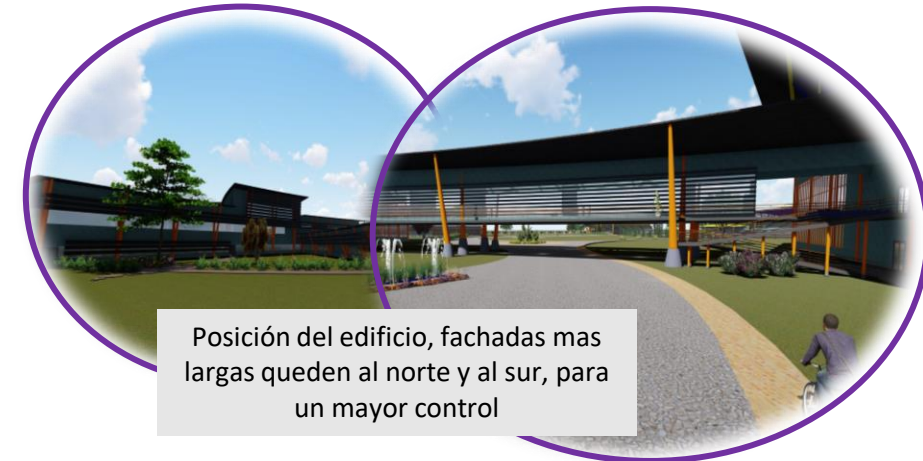 Posición del edificio, fachadas mas
largas queden al norte y al sur, para
un mayor control